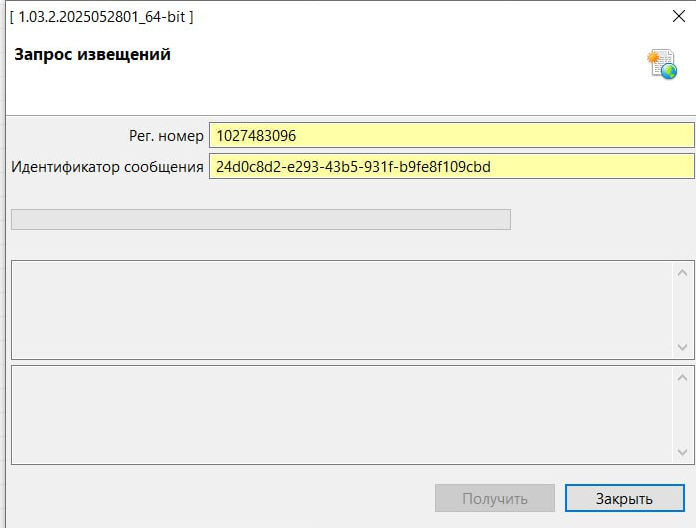 [ 1.03.2.2025052801_64-bit ]
Запрос извещений
Рег. номер 1027483096
Идентификатор сообщения 24d0c8d2-e293-43b5-931f-b9fe8f109cbd
Получить Закрыть